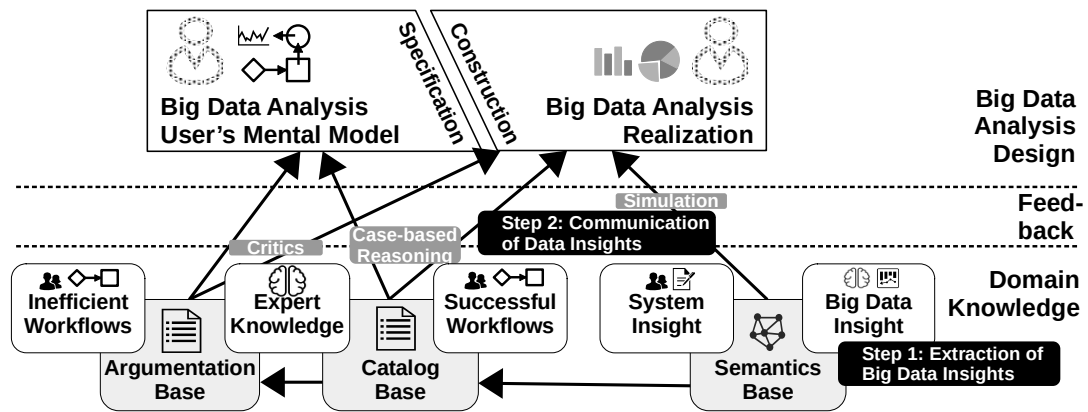 Specification
Construction
Big Data Analysis
User's Mental Model
Big Data Analysis
Realization
Big Data
Analysis
Design
Simulation
Feed-
back
Step 2: Communication
of Data Insights
Critics
Case-based
Reasoning
Domain
Knowledge
Inefficient
Workflows
Expert
Knowledge
Successful
Workflows
System
Insight
Big Data
Insight
Argumentation
Base
Catalog
Base
Semantics
Base
Step 1: Extraction of
Big Data Insights